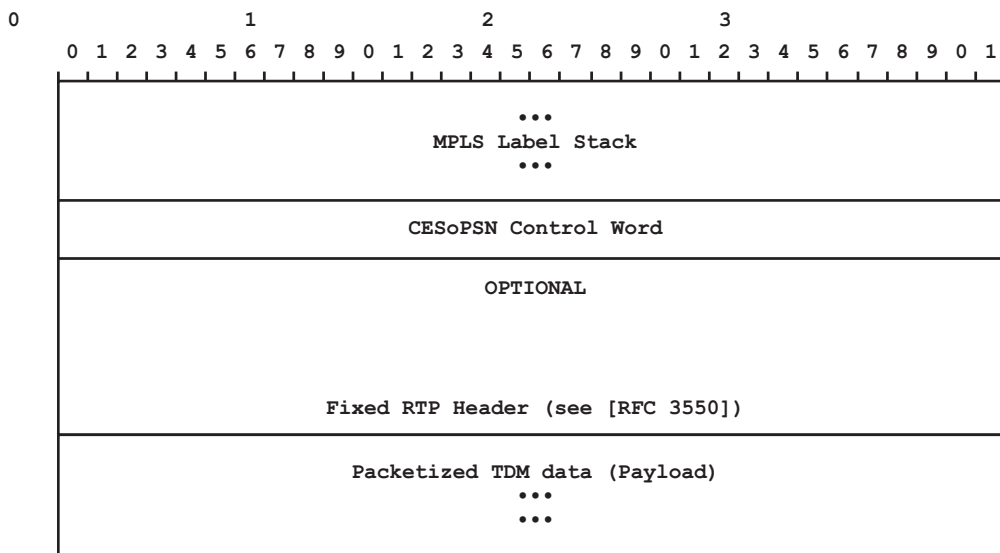 0 1 2 3
0 1 2 3 4 5 6 7 8 9 0 1 2 3 4 5 6 7 8 9 0 1 2 3 4 5 6 7 8 9 0 1
•••
MPLS Label Stack
•••
CESoPSN Control Word
OPTIONAL
Fixed RTP Header (see [RFC 3550])
Packetized TDM data (Payload)
•••
•••